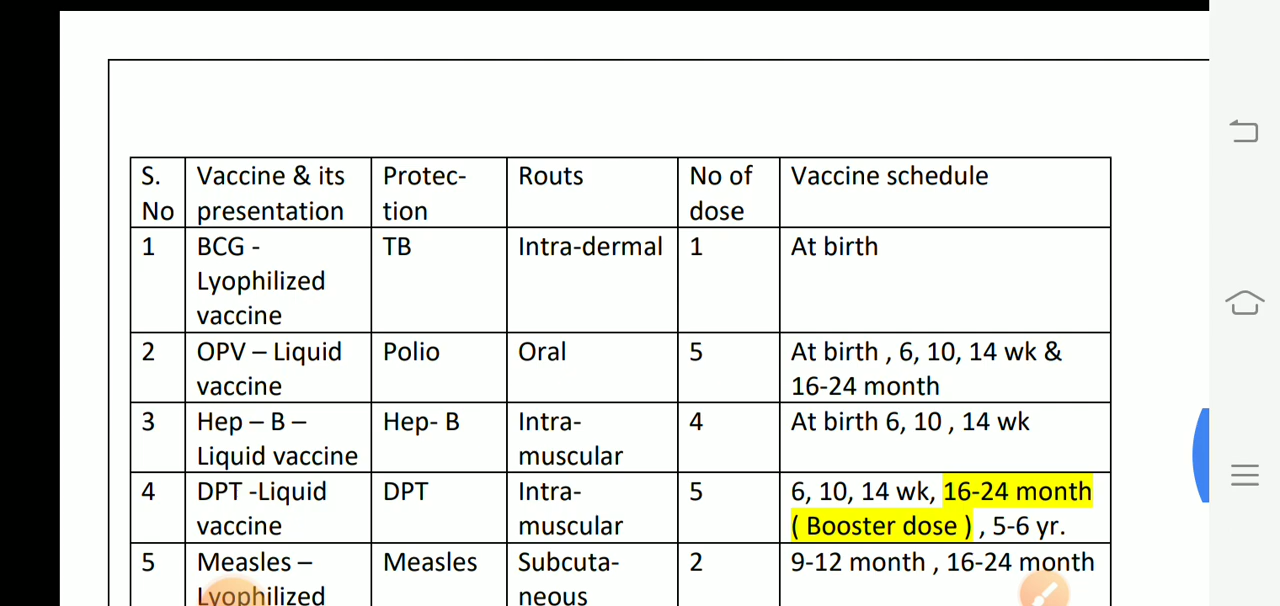 S. No | Vaccine & its presentation | Protec-tion | Routs | No of dose | Vaccine schedule
1 | BCG - Lyophilized vaccine | TB | Intra-dermal | 1 | At birth
2 | OPV – Liquid vaccine | Polio | Oral | 5 | At birth , 6, 10, 14 wk & 16-24 month
3 | Hep – B – Liquid vaccine | Hep- B | Intra-muscular | 4 | At birth 6, 10 , 14 wk
4 | DPT -Liquid vaccine | DPT | Intra-muscular | 5 | 6, 10, 14 wk, 16-24 month ( Booster dose ) , 5-6 yr.
5 | Measles – Lyophilized | Measles | Subcuta-neous | 2 | 9-12 month , 16-24 month